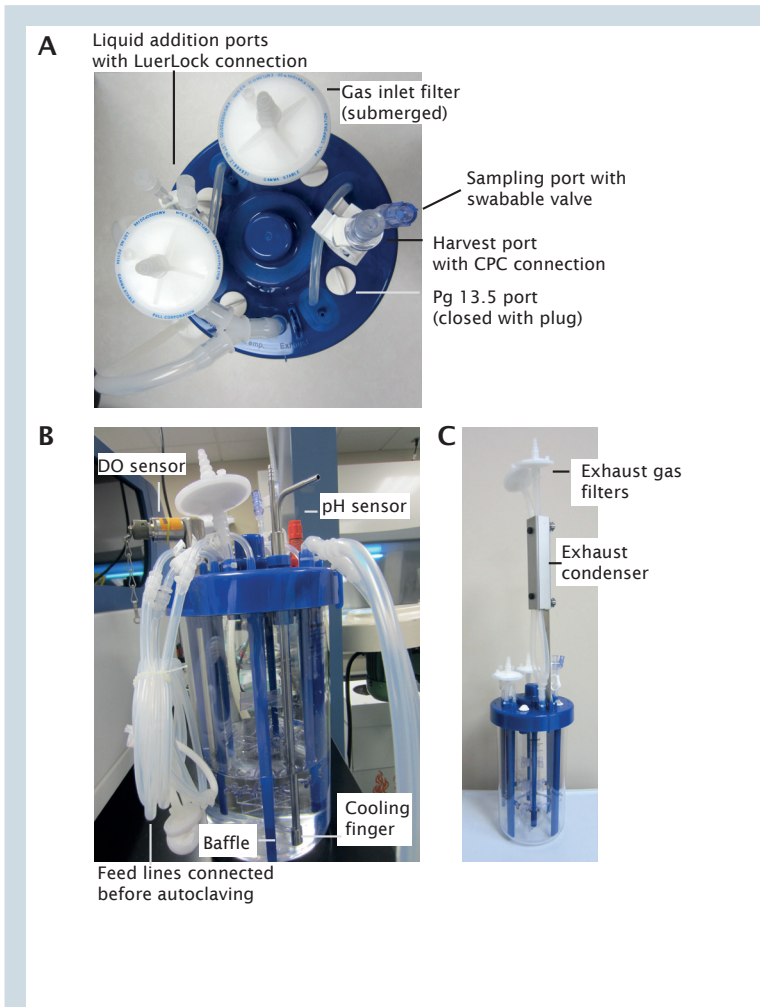 A
Liquid addition ports
with LuerLock connection
Gas inlet filter
(submerged)
Sampling port with
swabable valve
Harvest port
with CPC connection
Pg 13.5 port
(closed with plug)
emp.
B
DO sensor
pH sensor
Cooling
finger
Baffle
Feed lines connected
before autoclaving
C
Exhaust gas
filters
Exhaust
condenser